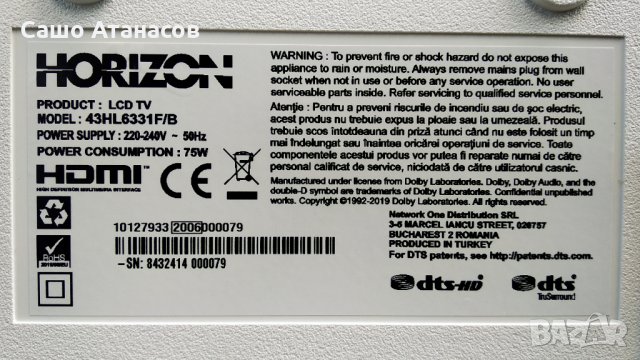 Сашо Атанасов
HORIZON
PRODUCT : LCD TV
MODEL : 43HL6331F/B
POWER SUPPLY : 220-240V ~ 50Hz
POWER CONSUMPTION : 75W
HDMI
HIGH DEFINITION MULTIMEDIA INTERFACE
CE
RoHS
10127933 2006000079
-SN: 8432414 000079
WARNING : To prevent fire or shock hazard do not expose this
appliance to rain or moisture. Always remove mains plug from wall
socket when not in use or before any service operation. No user
serviceable parts inside. Refer servicing to qualified service personnel.
Atenţie : Pentru a preveni riscurile de incendiu sau de şoc electric,
acest produs nu trebuie expus la ploaie sau la umezeală. Produsul
trebuie scos întotdeauna din priză atunci când nu este folosit un timp
mai îndelungat sau înaintea oricărei operaţiuni de service. Toate
componentele acestui produs vor putea fi reparate numai de către
personal calificat de service, niciodată de către utilizatorul casnic.
Manufactured under license from Dolby Laboratories. Dolby, Dolby Audio, and the
double-D symbol are trademarks of Dolby Laboratories. Confidential unpublished
works. Copyright ©1992-2019 Dolby Laboratories. All rights reserved.
Network One Distribution SRL
3-5 MARCEL IANCU STREET, 020757
BUCHAREST 2 ROMANIA
PRODUCED IN TURKEY
For DTS patents, see http://patents.dts.com.
dts-HD
dts
TruSurround
BAZAR.bg